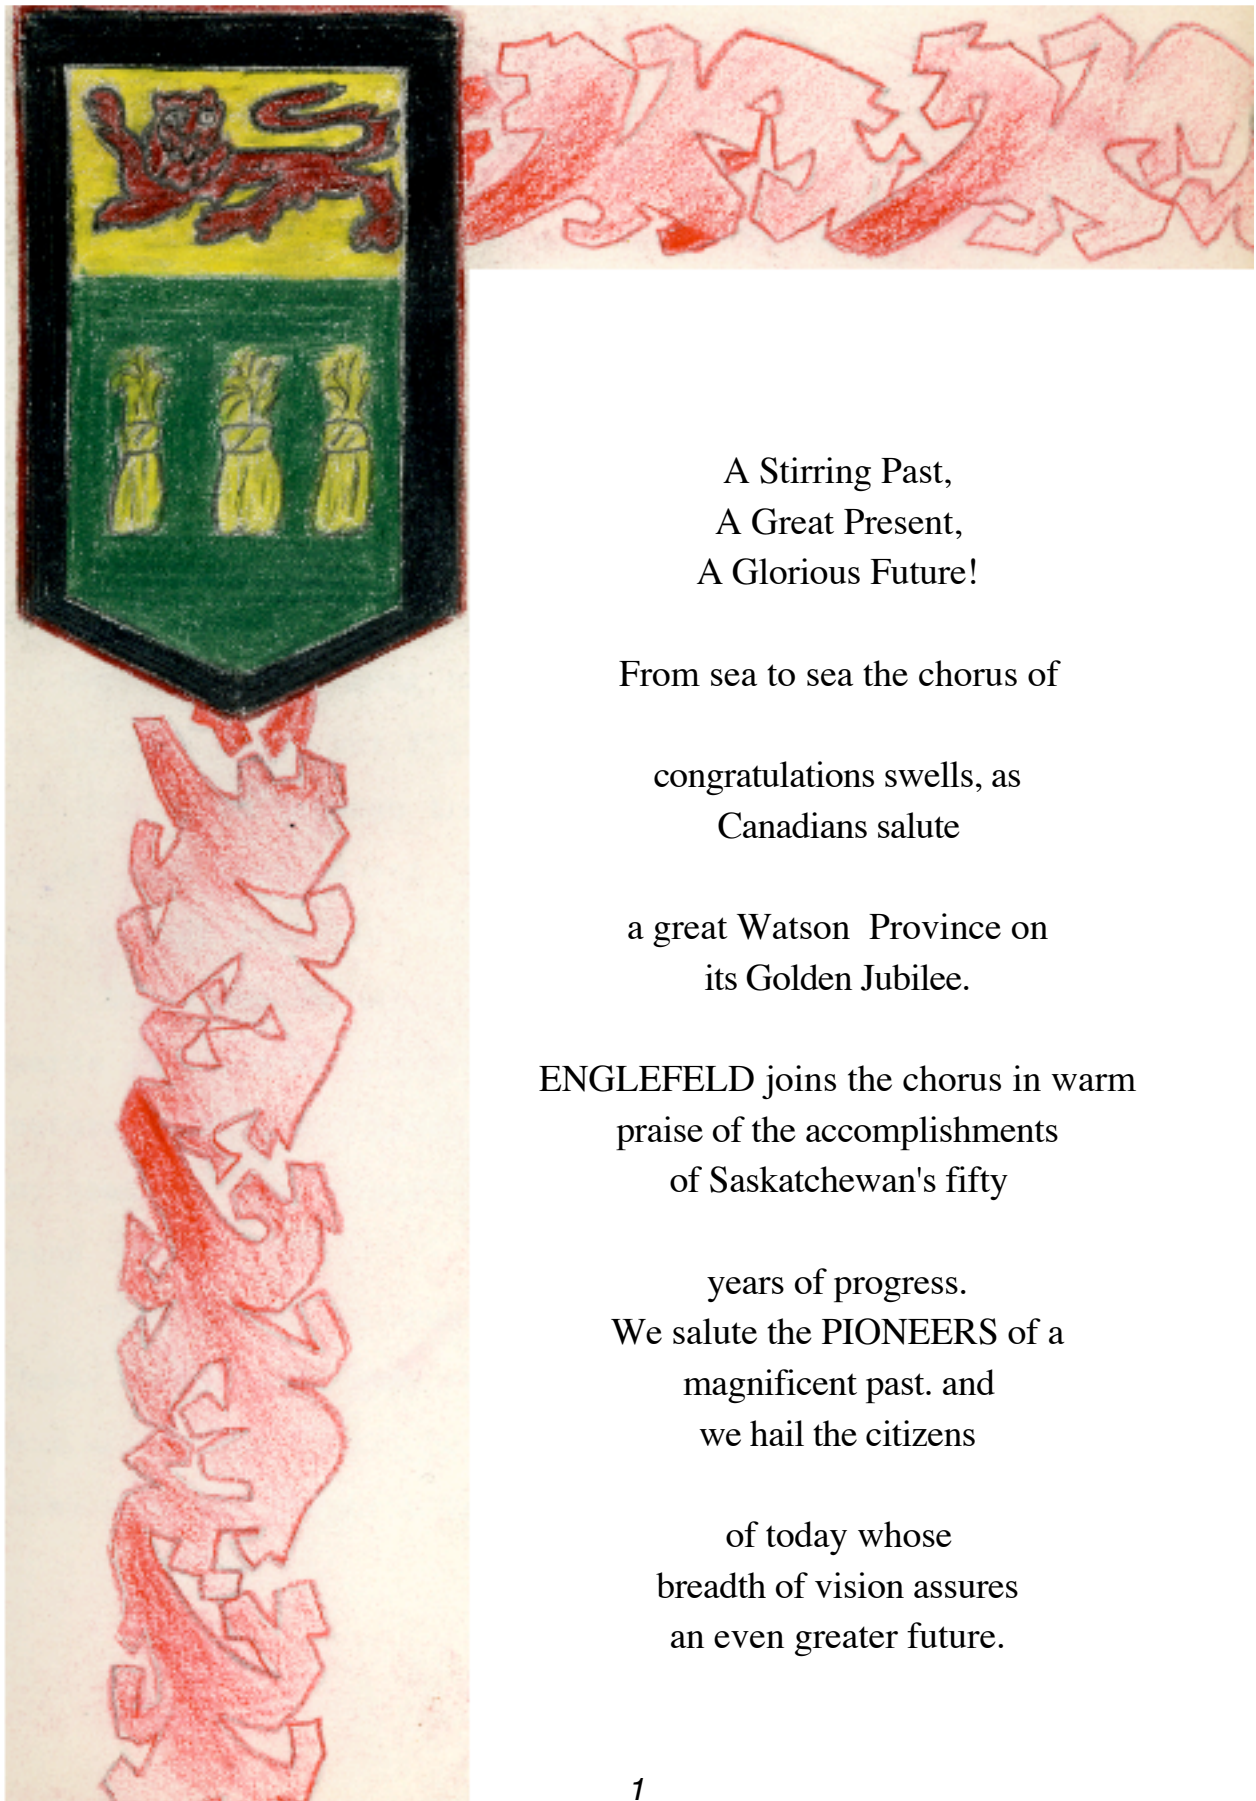 A Stirring Past,
A Great Present,
A Glorious Future!
From sea to sea the chorus of
congratulations swells, as
Canadians salute
a great Watson  Province on
its Golden Jubilee.
ENGLEFELD joins the chorus in warm
praise of the accomplishments
of Saskatchewan's fifty
years of progress.
We salute the PIONEERS of a
magnificent past. and
we hail the citizens
of today whose
breadth of vision assures
an even greater future.
1